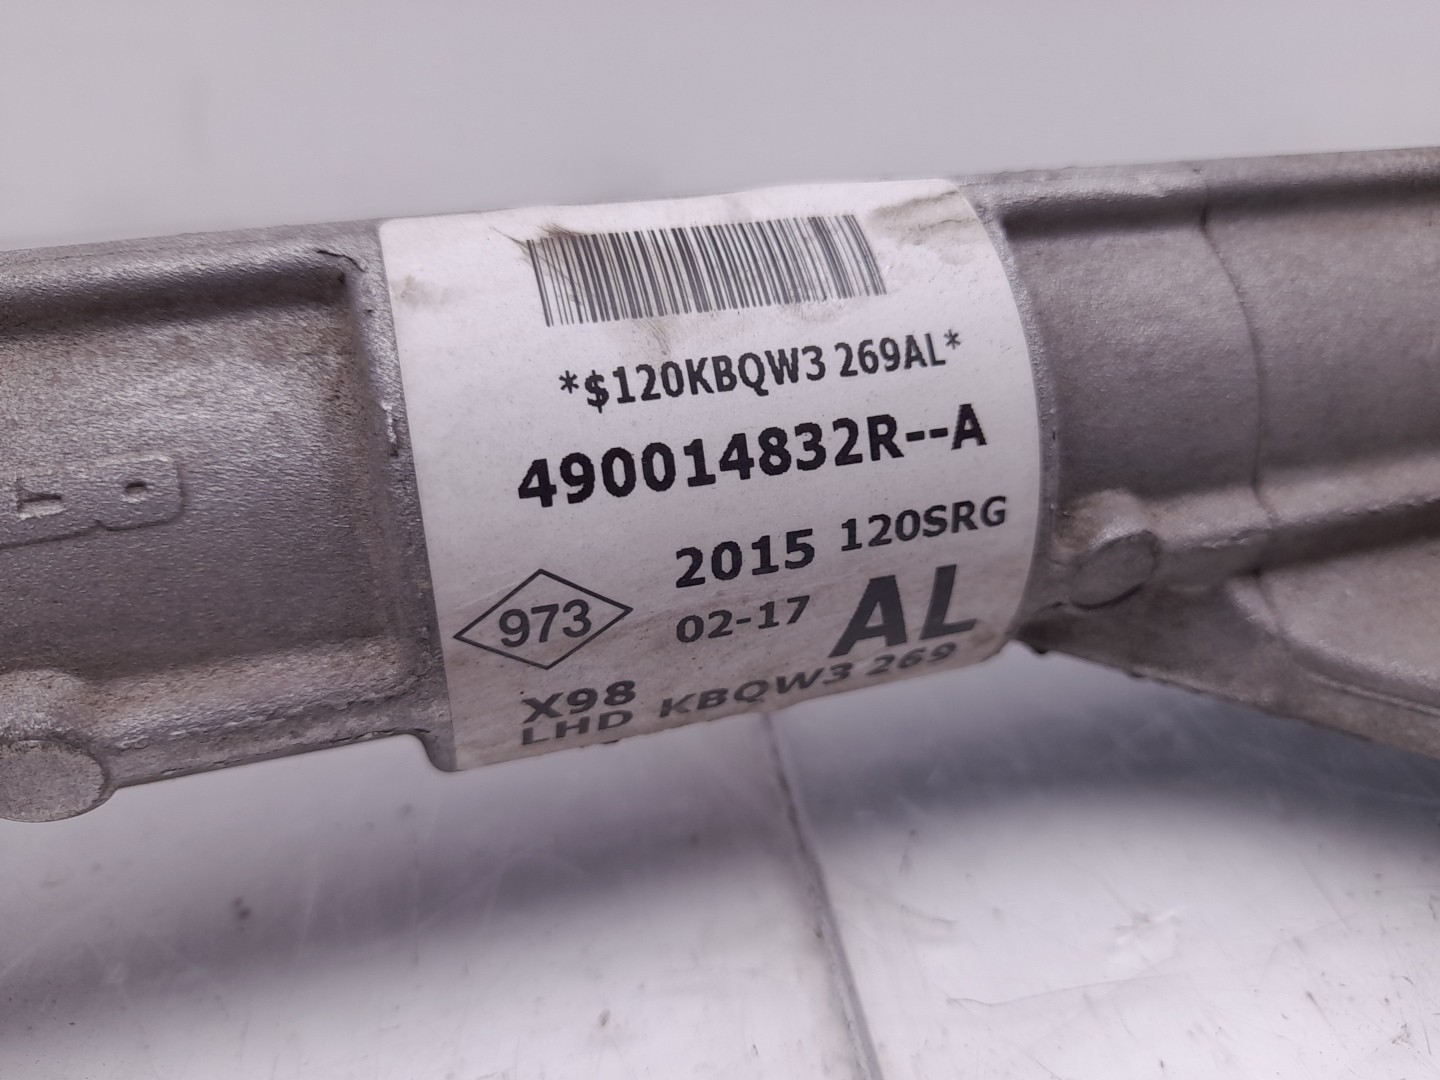 *$120KBQW3 269AL*
490014832R--A
2015 120SRG
973 02-17 AL
X98
LHD KBQW3 269